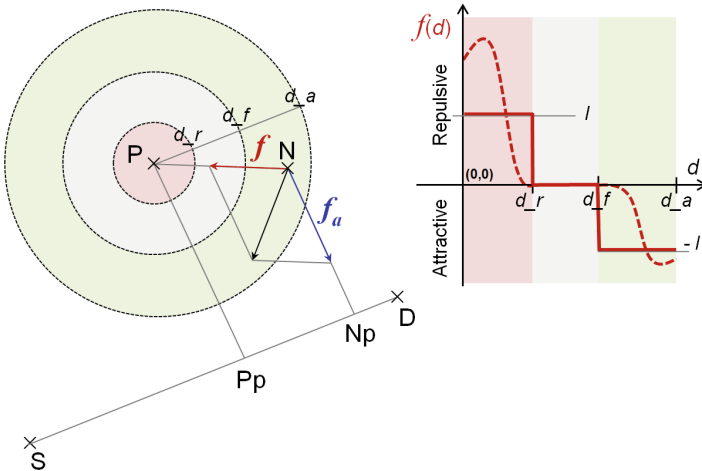 P
d_r
d_f
d_a
f
N
f_a
D
Np
Pp
S
f(d)
Repulsive
Attractive
I
(0,0)
d
d_r
d_f
d_a
- I